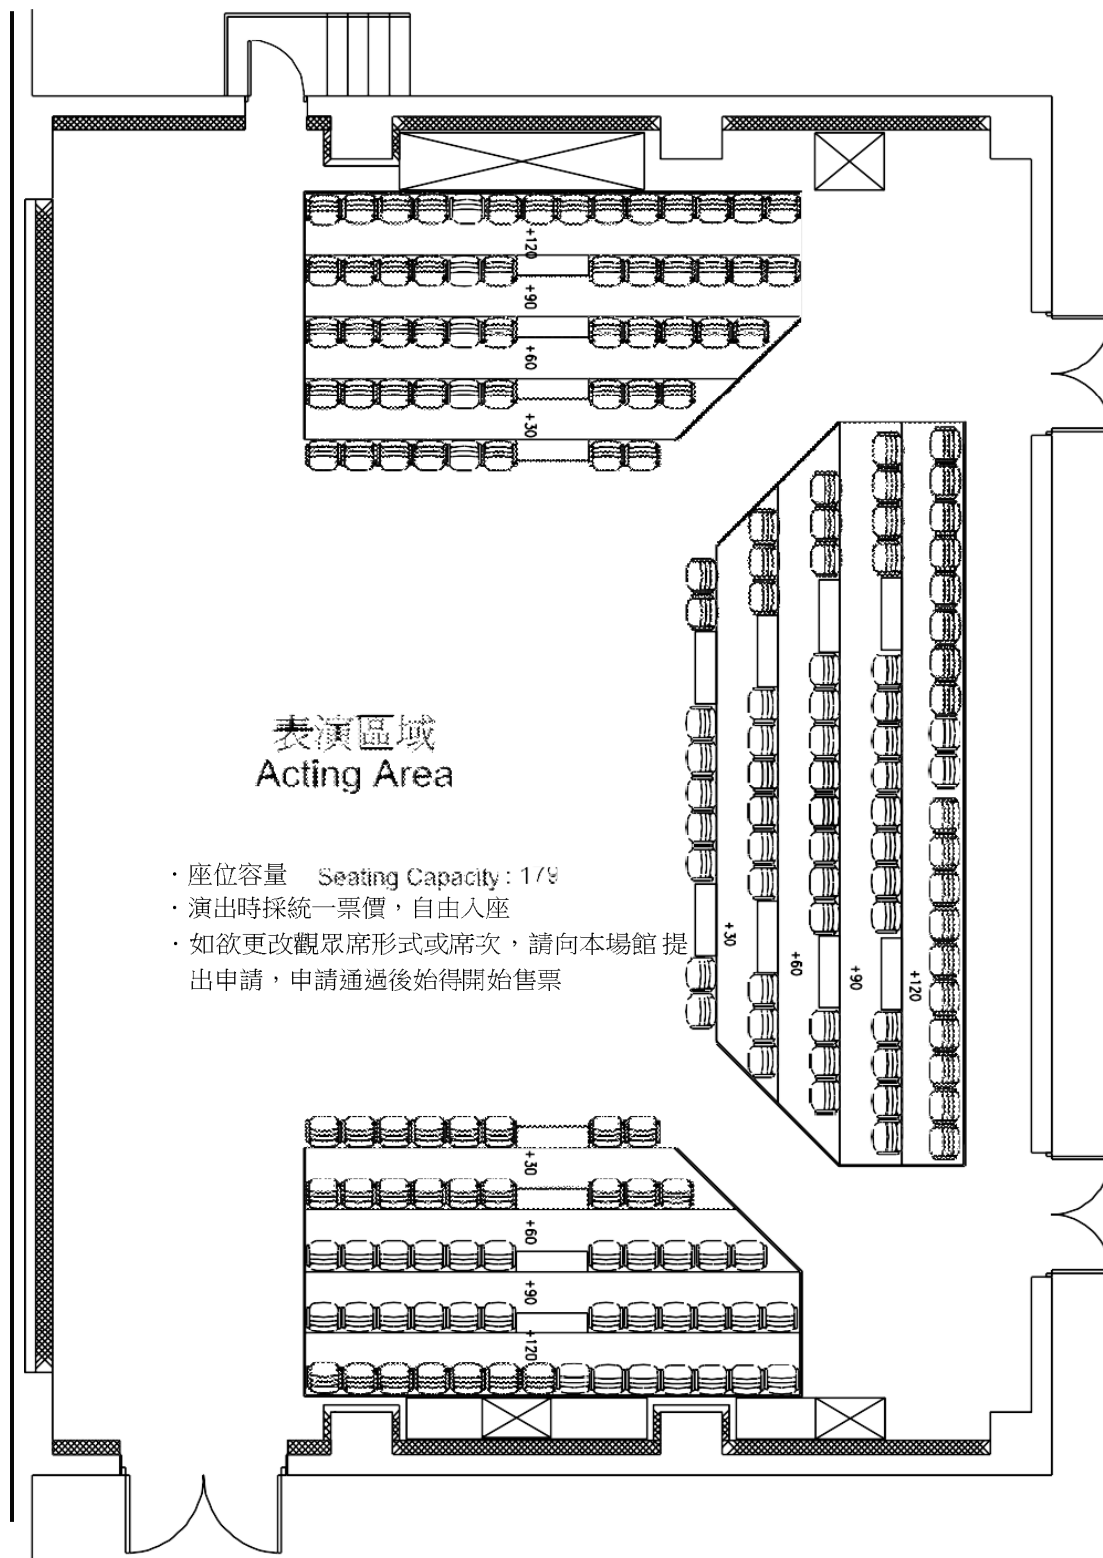 +120
+90
+60
+30
表演區域
Acting Area
· 座位容量 Seating Capacity : 179
· 演出時採統一票價，自由入座
· 如欲更改觀眾席形式或席次，請向本場館 提
出申請，申請通過後始得開始售票
+30
+60
+90
+120
+30
+60
+90
+120